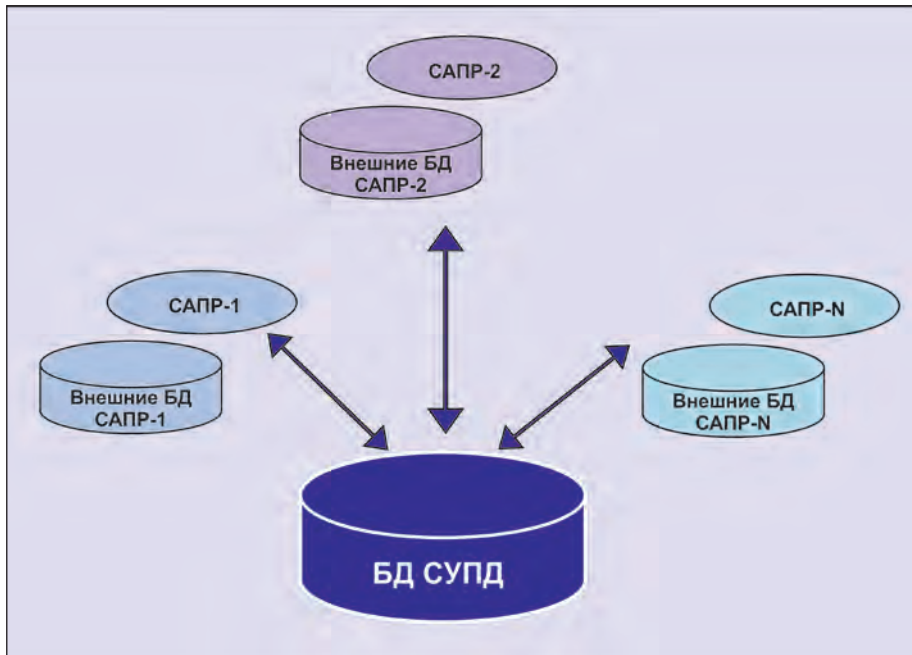 САПР-2
Внешние БД
САПР-2
САПР-1
Внешние БД
САПР-1
САПР-N
Внешние БД
САПР-N
БД СУПД